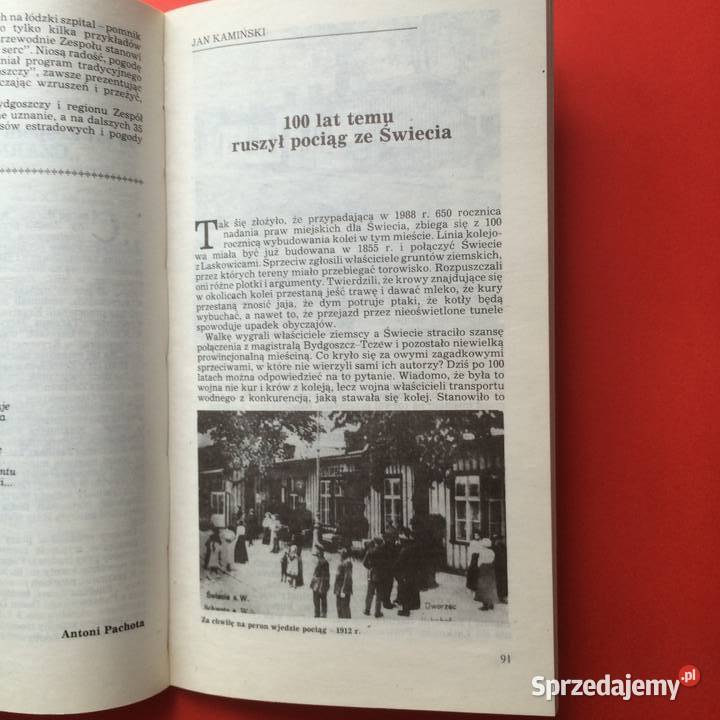 ch na łódzki szpital – pomnik
o tylko kilka przykładów
rzewodnie Zespołu stanowi
serc". Niosą radość, pogodę
niał program tradycyjnego
oszczy", zawsze prezentując
czając wzruszeń i przeżyć,
ydgoszczy i regionu Zespół
ne uznanie, a na dalszych 35
sów estradowych i pogody
je
a
ntu
i...
Antoni Pachota
JAN KAMIŃSKI
100 lat temu
ruszył pociąg ze Świecia
Tak się złożyło, że przypadająca w 1988 r. 650 rocznica
nadania praw miejskich dla Świecia, zbiega się z 100
rocznicą wybudowania kolei w tym mieście. Linia kolejo-
wa miała być już budowana w 1855 r. i połączyć Świecie
z Laskowicami. Sprzeciw zgłosili właściciele gruntów ziemskich,
przez których tereny miało przebiegać torowisko. Rozpuszczali
oni różne plotki i argumenty. Twierdzili, że krowy znajdujące się
w okolicach kolei przestaną jeść trawę i dawać mleko, że kury
przestaną znosić jaja, że dym potruje ptaki, że kotły będą
wybuchać, a nawet to, że przejazd przez nieoświetlone tunele
spowoduje upadek obyczajów.
Walkę wygrali właściciele ziemscy a Świecie straciło szansę
połączenia z magistralą Bydgoszcz–Tczew i pozostało niewielką
prowincjonalną mieściną. Co kryło się za owymi zagadkowymi
sprzeciwami, w które nie wierzyli sami ich autorzy? Dziś po 100
latach można odpowiedzieć na to pytanie. Wiadomo, że była to
wojna nie kur i krów z koleją, lecz wojna właścicieli transportu
wodnego z konkurencją, jaką stawała się kolej. Stanowiło to
Świecie a. W.
Schwetz a. W.
Dworzec
Za chwilę na peron wjedzie pociąg – 1912 r.
91
Sprzedajemy.pl